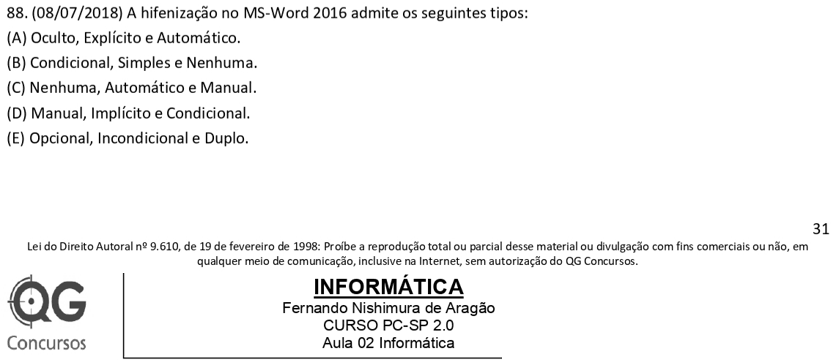 88. (08/07/2018) A hifenização no MS-Word 2016 admite os seguintes tipos:
(A) Oculto, Explícito e Automático.
(B) Condicional, Simples e Nenhuma.
(C) Nenhuma, Automático e Manual.
(D) Manual, Implícito e Condicional.
(E) Opcional, Incondicional e Duplo.
31
Lei do Direito Autoral nº 9.610, de 19 de fevereiro de 1998: Proíbe a reprodução total ou parcial desse material ou divulgação com fins comerciais ou não, em
qualquer meio de comunicação, inclusive na Internet, sem autorização do QG Concursos.
QG
Concursos
INFORMÁTICA
Fernando Nishimura de Aragão
CURSO PC-SP 2.0
Aula 02 Informática